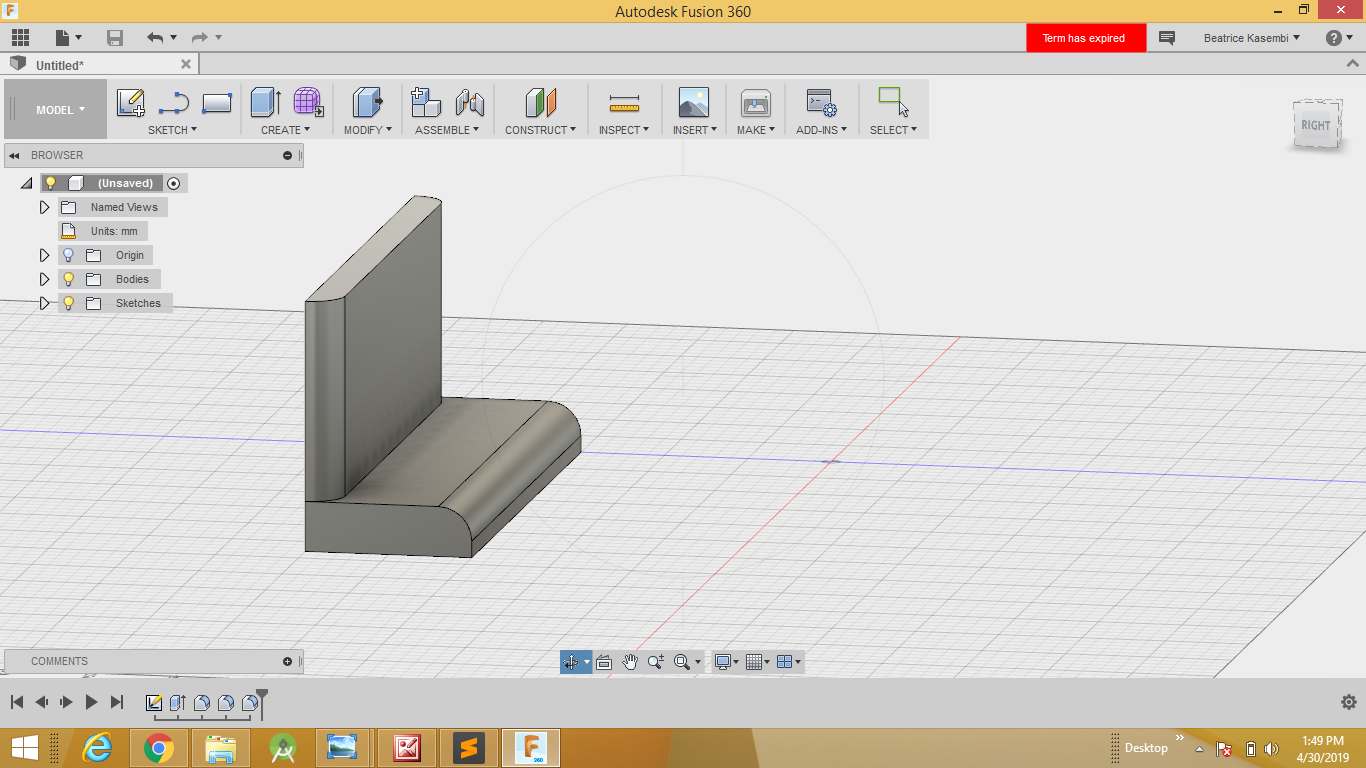 Autodesk Fusion 360
Term has expired
Beatrice Kasembi
Untitled*
MODEL
SKETCH
CREATE
MODIFY
ASSEMBLE
CONSTRUCT
INSPECT
INSERT
MAKE
ADD-INS
SELECT
RIGHT
BROWSER
(Unsaved)
Named Views
Units: mm
Origin
Bodies
Sketches
COMMENTS
360
Desktop
1:49 PM
4/30/2019